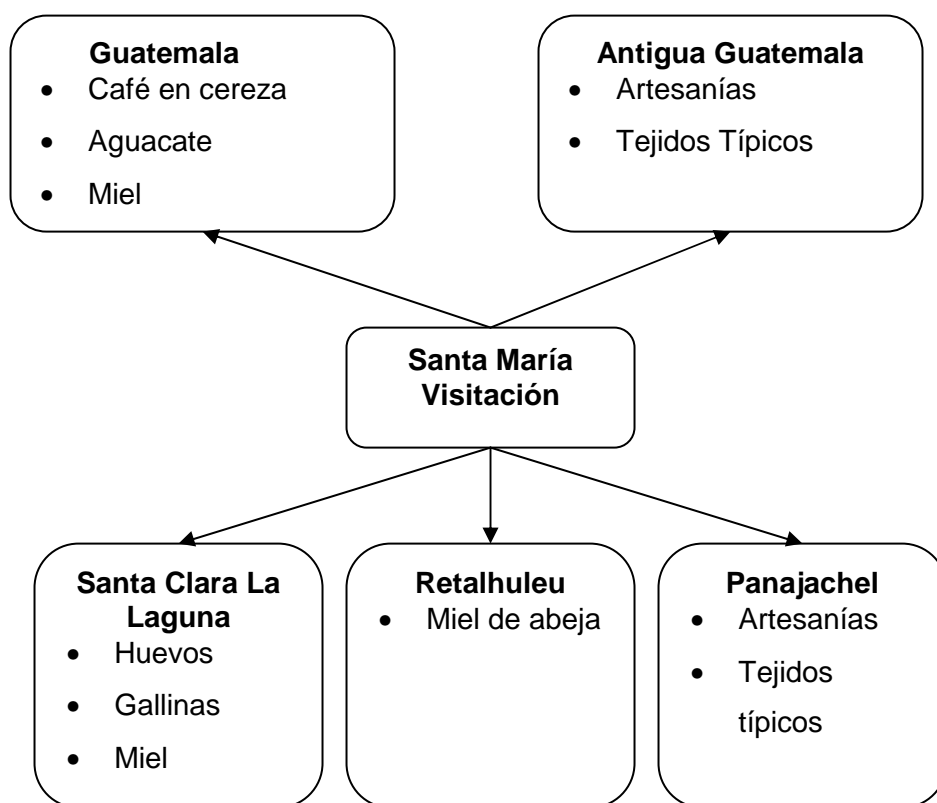 Guatemala
• Café en cereza
• Aguacate
• Miel
Antigua Guatemala
• Artesanías
• Tejidos Típicos
Santa María
Visitación
Santa Clara La
Laguna
• Huevos
• Gallinas
• Miel
Retalhuleu
• Miel de abeja
Panajachel
• Artesanías
• Tejidos
típicos